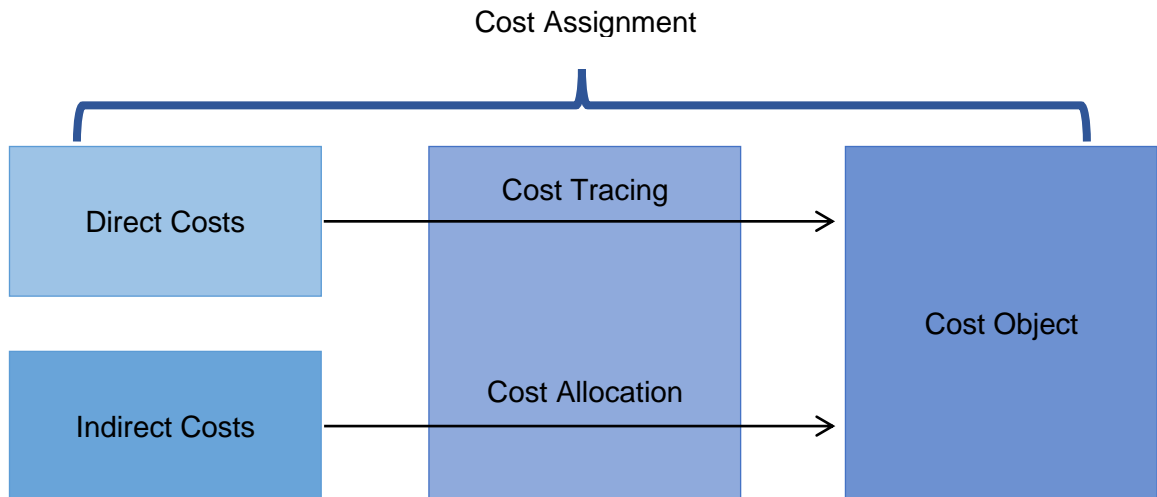 Cost Assignment
Cost Tracing
Direct Costs
Cost Object
Cost Allocation
Indirect Costs